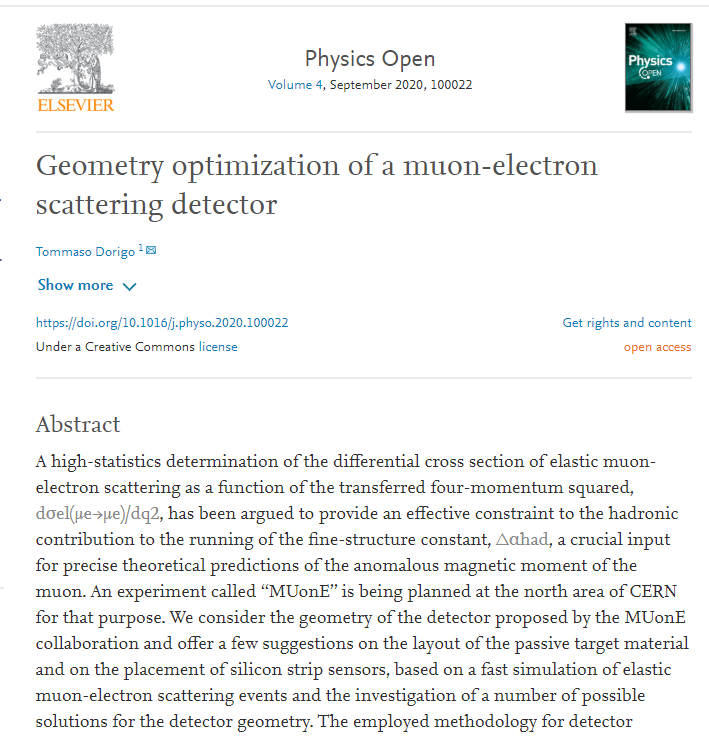 ELSEVIER
Physics Open
Volume 4, September 2020, 100022
Physics
OPEN
Geometry optimization of a muon-electron
scattering detector
Tommaso Dorigo 1
Show more
https://doi.org/10.1016/j.physo.2020.100022
Get rights and content
Under a Creative Commons license
open access
Abstract
A high-statistics determination of the differential cross section of elastic muon-
electron scattering as a function of the transferred four-momentum squared,
dσel(μe→μe)/dq2, has been argued to provide an effective constraint to the hadronic
contribution to the running of the fine-structure constant, Δαhad, a crucial input
for precise theoretical predictions of the anomalous magnetic moment of the
muon. An experiment called “MUonE” is being planned at the north area of CERN
for that purpose. We consider the geometry of the detector proposed by the MUonE
collaboration and offer a few suggestions on the layout of the passive target material
and on the placement of silicon strip sensors, based on a fast simulation of elastic
muon-electron scattering events and the investigation of a number of possible
solutions for the detector geometry. The employed methodology for detector